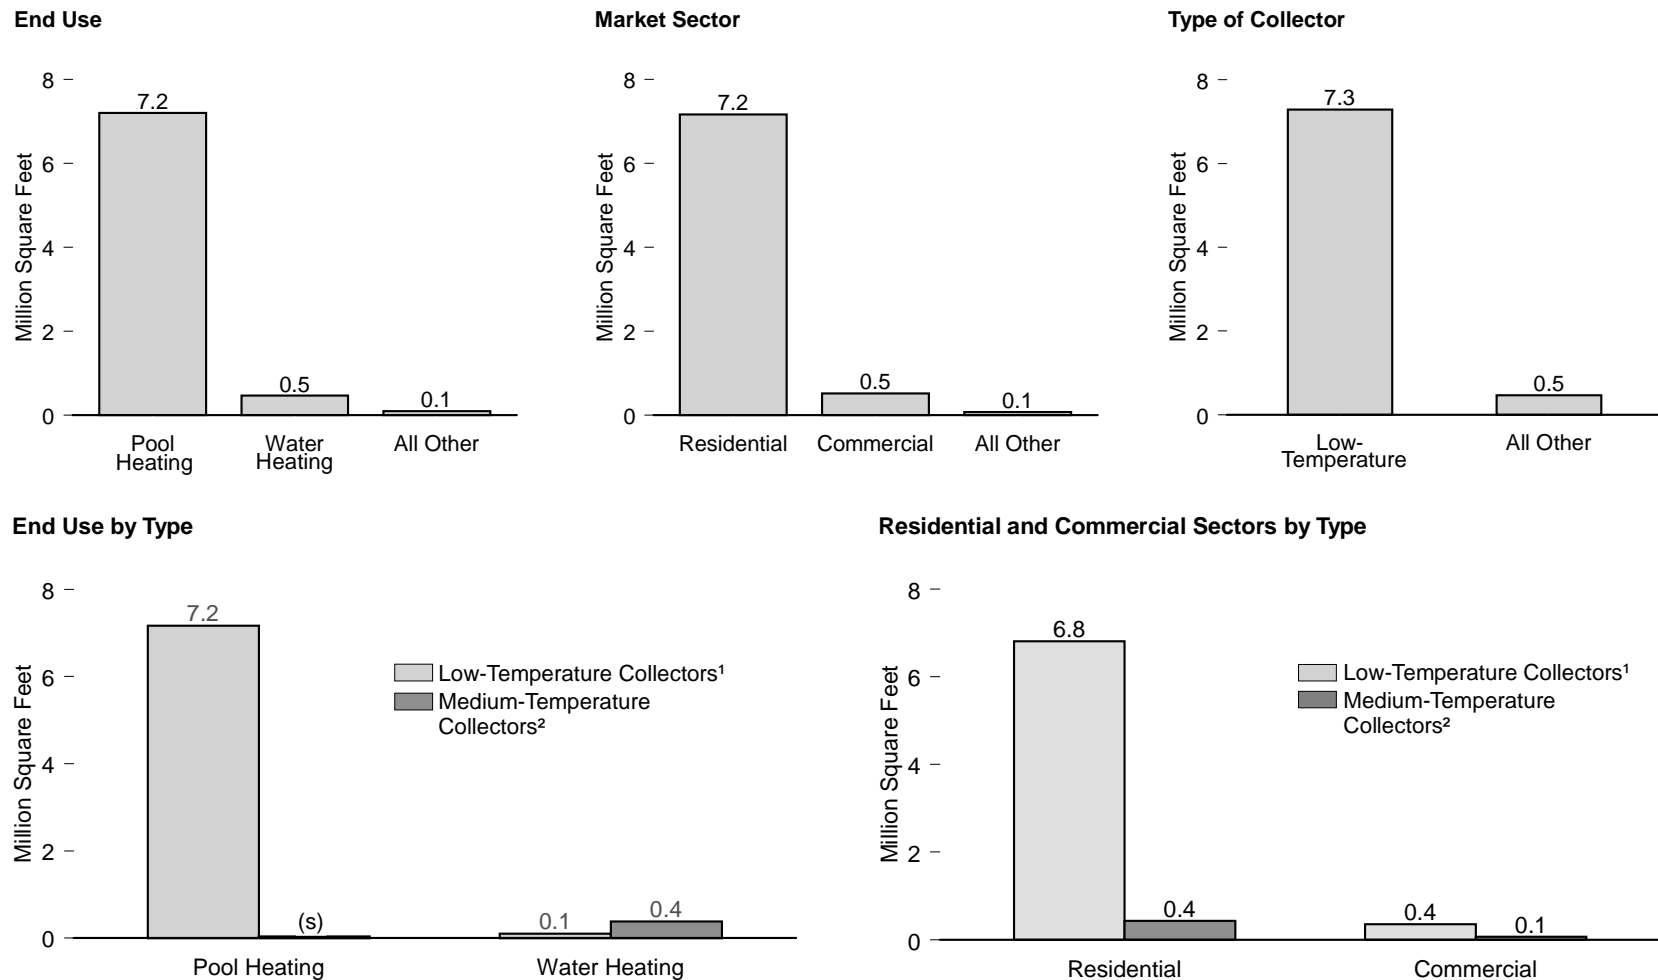 End Use
Million Square Feet
8
6
4
2
0
7.2
0.5
0.1
Pool
Heating
Water
Heating
All Other
Market Sector
Million Square Feet
8
6
4
2
0
7.2
0.5
0.1
Residential
Commercial
All Other
Type of Collector
Million Square Feet
8
6
4
2
0
7.3
0.5
Low-
Temperature
All Other
End Use by Type
Million Square Feet
8
6
4
2
0
7.2
(s)
0.1
0.4
Low-Temperature Collectors¹
Medium-Temperature
Collectors²
Pool Heating
Water Heating
Residential and Commercial Sectors by Type
Million Square Feet
8
6
4
2
0
6.8
0.4
0.4
0.1
Low-Temperature Collectors¹
Medium-Temperature
Collectors²
Residential
Commercial